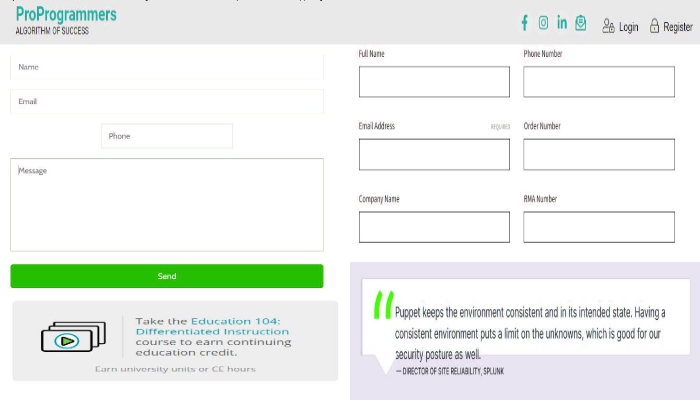 ProProgrammers
ALGORITHM OF SUCCESS
Login
Register
Name
Email
Phone
Message
Send
Take the Education 104:
Differentiated Instruction
course to earn continuing
education credit.
Earn university units or CE hours
Full Name
Phone Number
Email Address
REQUIRED
Order Number
Company Name
RMA Number
Puppet keeps the environment consistent and in its intended state. Having a
consistent environment puts a limit on the unknowns, which is good for our
security posture as well.
— DIRECTOR OF SITE RELIABILITY, SPLUNK